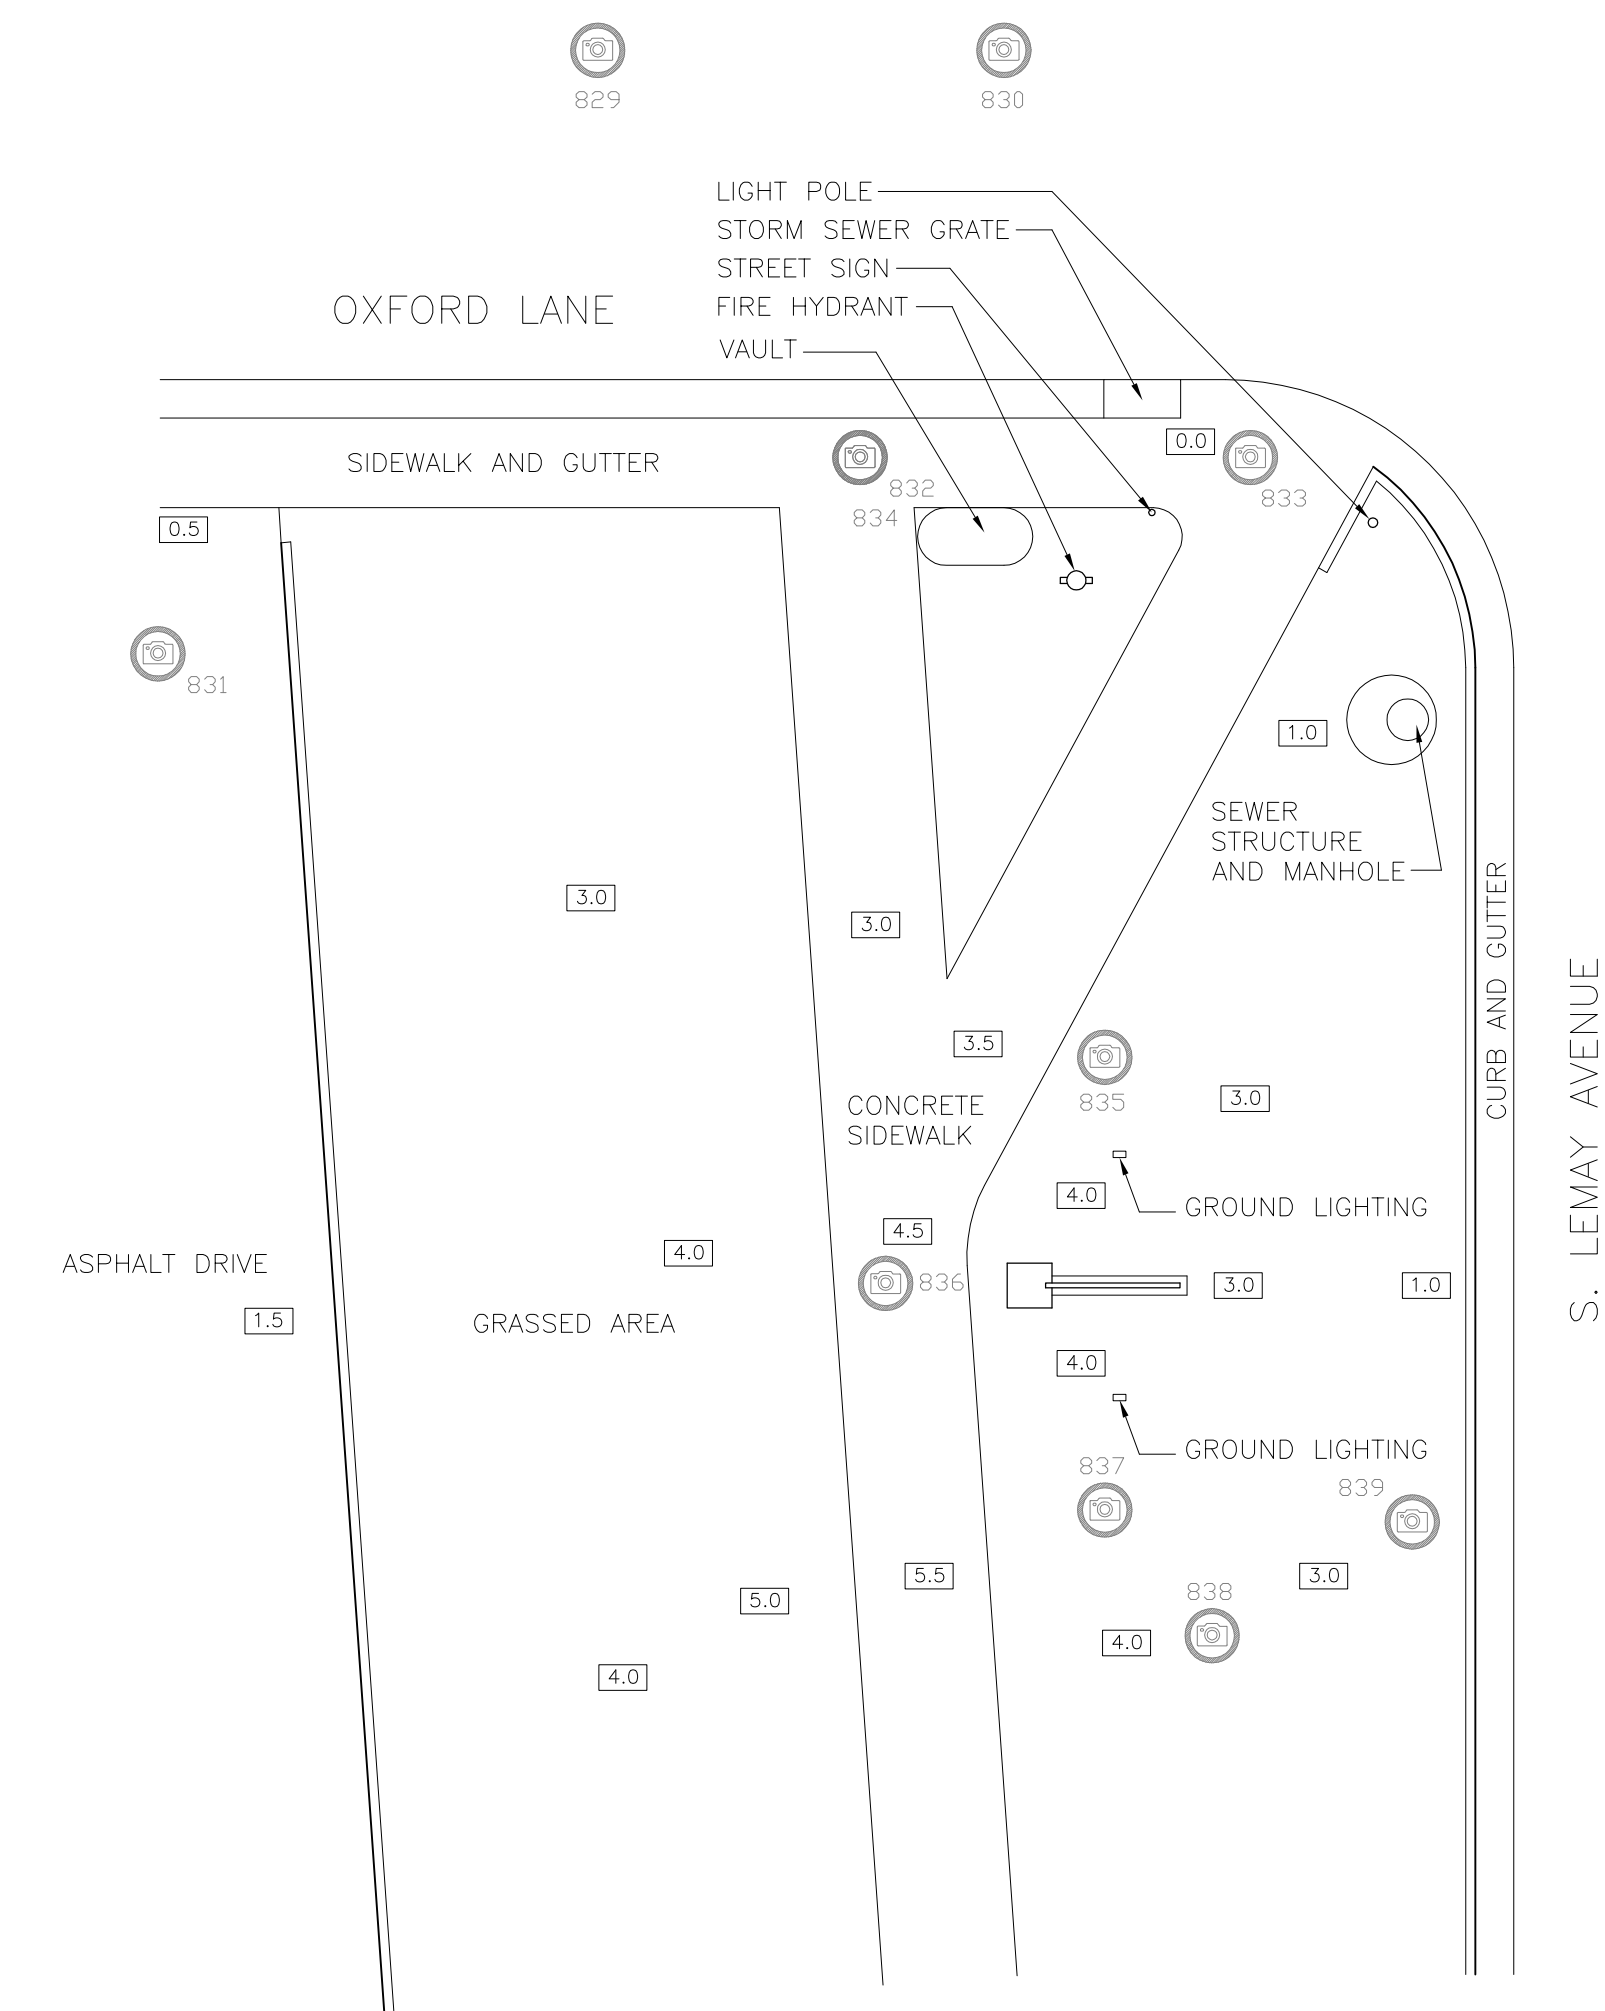 829
830
LIGHT POLE
STORM SEWER GRATE
STREET SIGN
FIRE HYDRANT
OXFORD LANE
VAULT
0.0
SIDEWALK AND GUTTER
832
833
834
0.5
831
1.0
SEWER
STRUCTURE
AND MANHOLE
3.0
3.0
CURB AND GUTTER
S. LEMAY AVENUE
3.5
835
3.0
CONCRETE
SIDEWALK
4.0
GROUND LIGHTING
4.5
4.0
ASPHALT DRIVE
836
3.0
1.0
1.5
GRASSED AREA
4.0
GROUND LIGHTING
837
839
5.5
3.0
838
5.0
4.0
4.0